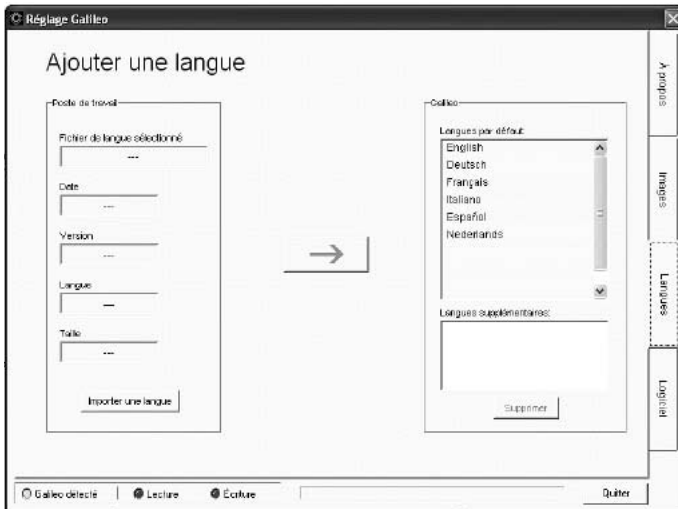 Réglage Galileo
Ajouter une langue
Poste de travail
Fichier de langue sélectionné
---
Date
---
Version
---
Langue
---
Taille
---
Importer une langue
→
Galileo
Langues par défaut:
English
Deutsch
Français
Italiano
Español
Nederlands
Langues supplémentaires:
Supprimer
À propos
Images
Langues
Logiciel
Galileo détecté
Lecture
Écriture
Quitter